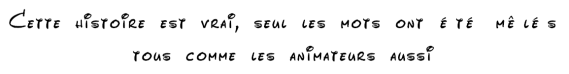 Cette histoire est vrai, seul les mots ont été mêlés
tous comme les animateurs aussi